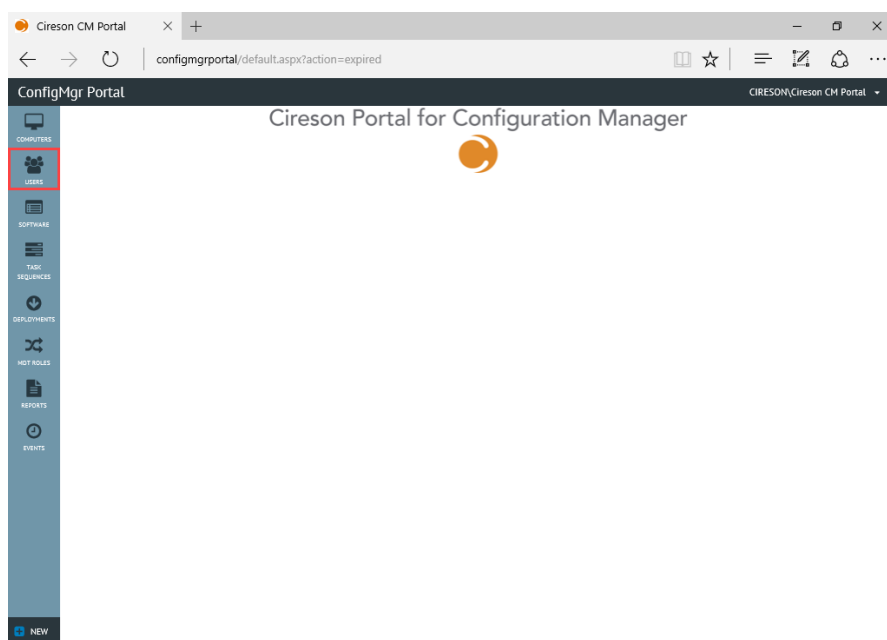 Cireson CM Portal
configmgrportal/default.aspx?action=expired
ConfigMgr Portal
CIRESON\Cireson CM Portal
Cireson Portal for Configuration Manager
COMPUTERS
USERS
SOFTWARE
TASK
SEQUENCES
DEPLOYMENTS
MDT ROLES
REPORTS
EVENTS
NEW